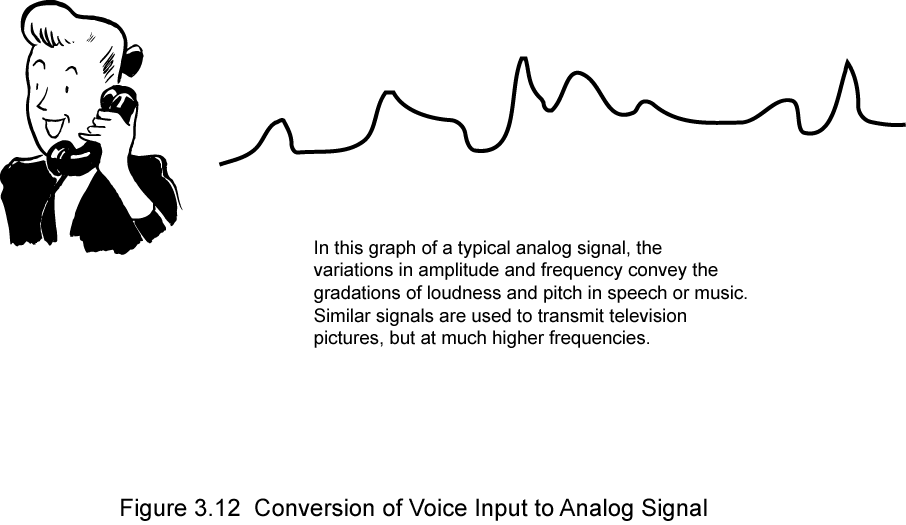 In this graph of a typical analog signal, the
variations in amplitude and frequency convey the
gradations of loudness and pitch in speech or music.
Similar signals are used to transmit television
pictures, but at much higher frequencies.
Figure 3.12  Conversion of Voice Input to Analog Signal